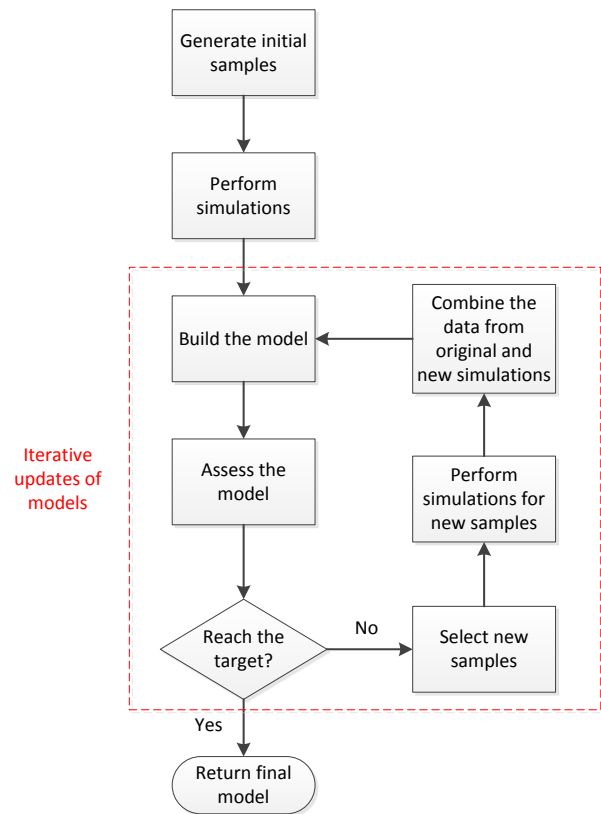 Generate initial
samples
Perform
simulations
Build the model
Combine the
data from
original and
new simulations
Iterative
updates of
models
Assess the
model
Perform
simulations for
new samples
Reach the
target?
No
Select new
samples
Yes
Return final
model